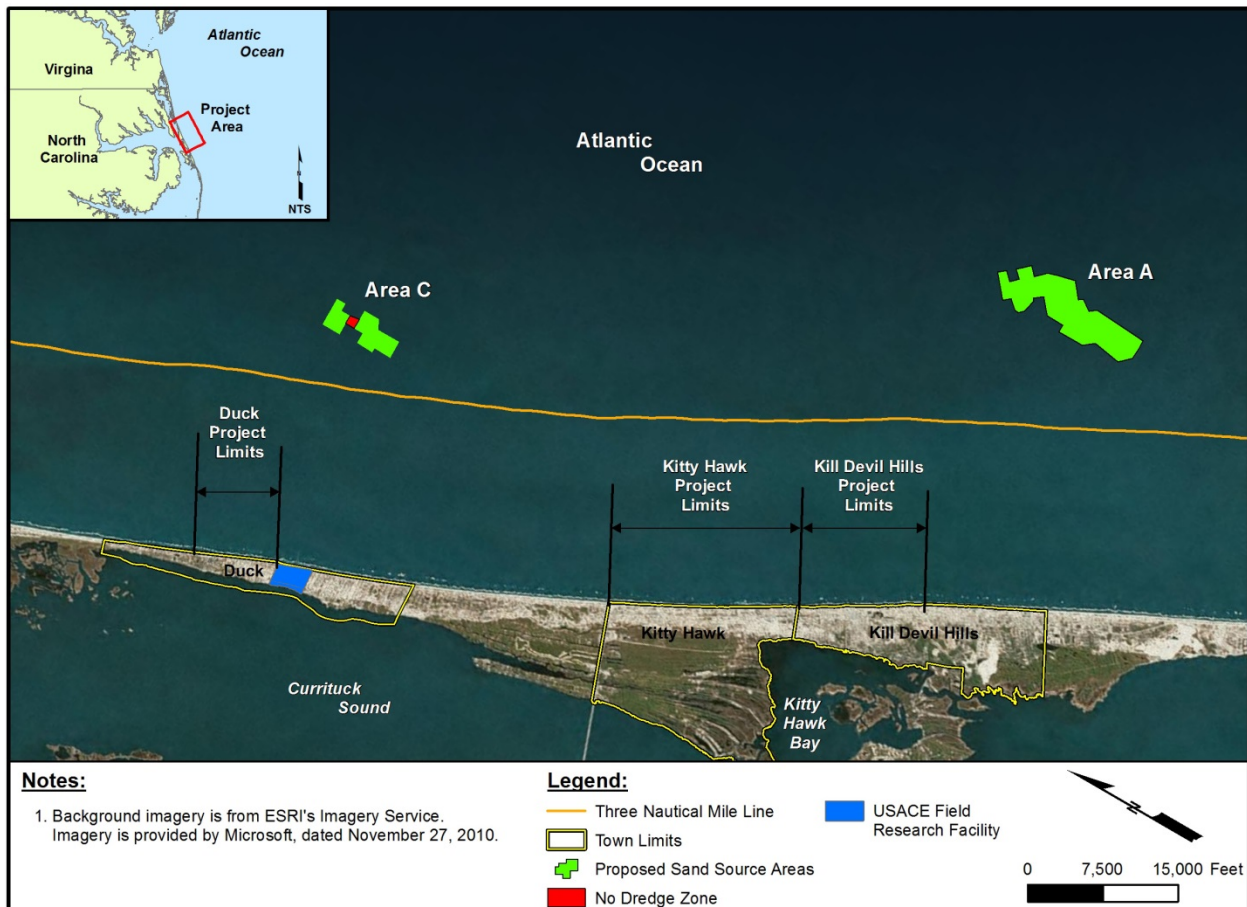 Atlantic
Ocean
Virginia
Project
Area
North
Carolina
NTS
Atlantic
Ocean
Area C
Area A
Duck
Project
Limits
Kitty Hawk
Project
Limits
Kill Devil Hills
Project
Limits
Duck
Kitty Hawk
Kill Devil Hills
Currituck
Sound
Kitty
Hawk
Bay
Notes:
1. Background imagery is from ESRI's Imagery Service.
Imagery is provided by Microsoft, dated November 27, 2010.
Legend:
Three Nautical Mile Line
Town Limits
Proposed Sand Source Areas
No Dredge Zone
USACE Field
Research Facility
N
0 7,500 15,000 Feet